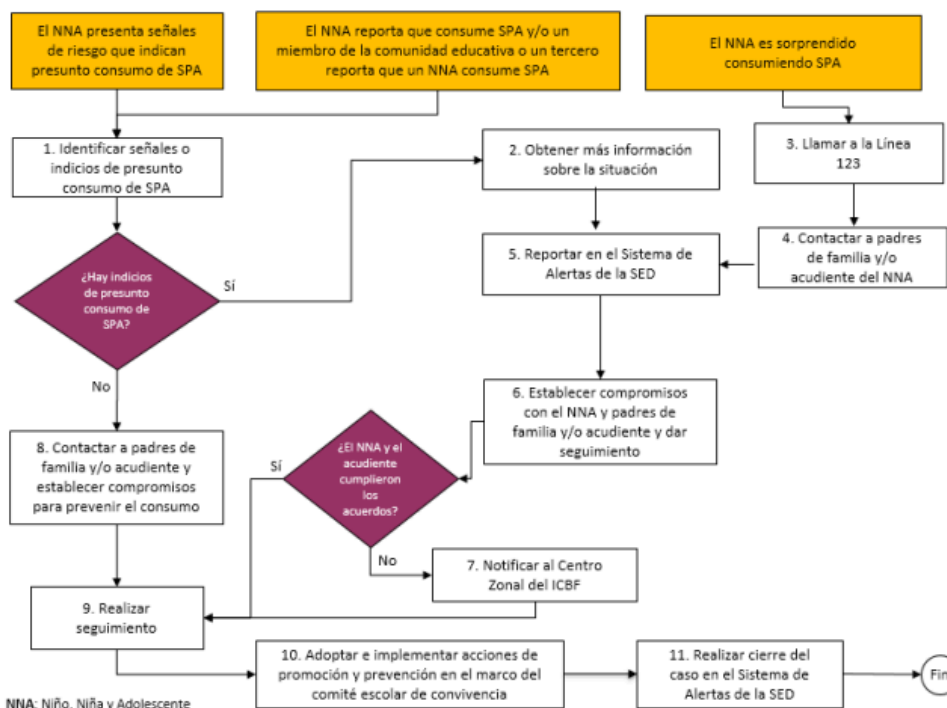 El NNA presenta señales
de riesgo que indican
presunto consumo de SPA
El NNA reporta que consume SPA y/o un
miembro de la comunidad educativa o un tercero
reporta que un NNA consume SPA
El NNA es sorprendido
consumiendo SPA
1. Identificar señales o
indicios de presunto
consumo de SPA
2. Obtener más información
sobre la situación
3. Llamar a la Línea
123
¿Hay indicios
de presunto
consumo de
SPA?
Sí
5. Reportar en el Sistema de
Alertas de la SED
4. Contactar a padres
de familia y/o
acudiente del NNA
No
6. Establecer compromisos
con el NNA y padres de
familia y/o acudiente y dar
seguimiento
8. Contactar a padres de
familia y/o acudiente y
establecer compromisos
para prevenir el consumo
Sí
¿El NNA y el
acudiente
cumplieron
los
acuerdos?
No
7. Notificar al Centro
Zonal del ICBF
9. Realizar
seguimiento
10. Adoptar e implementar acciones de
promoción y prevención en el marco del
comité escolar de convivencia
11. Realizar cierre del
caso en el Sistema de
Alertas de la SED
Fin
NNA: Niño, Niña y Adolescente